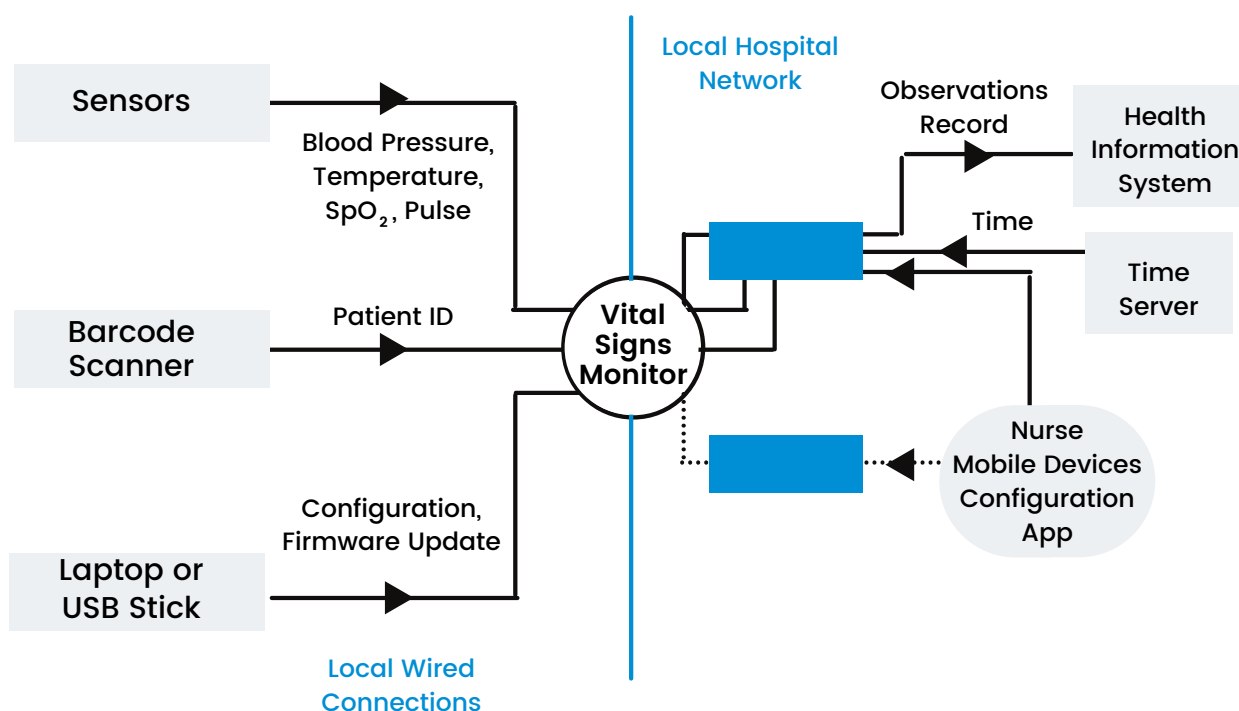 Local Hospital
Network
Sensors
Blood Pressure,
Temperature,
SpO₂, Pulse
Observations
Record
Health
Information
System
Time
Time
Server
Barcode
Scanner
Patient ID
Vital
Signs
Monitor
Nurse
Mobile Devices
Configuration
App
Configuration,
Firmware Update
Laptop or
USB Stick
Local Wired
Connections